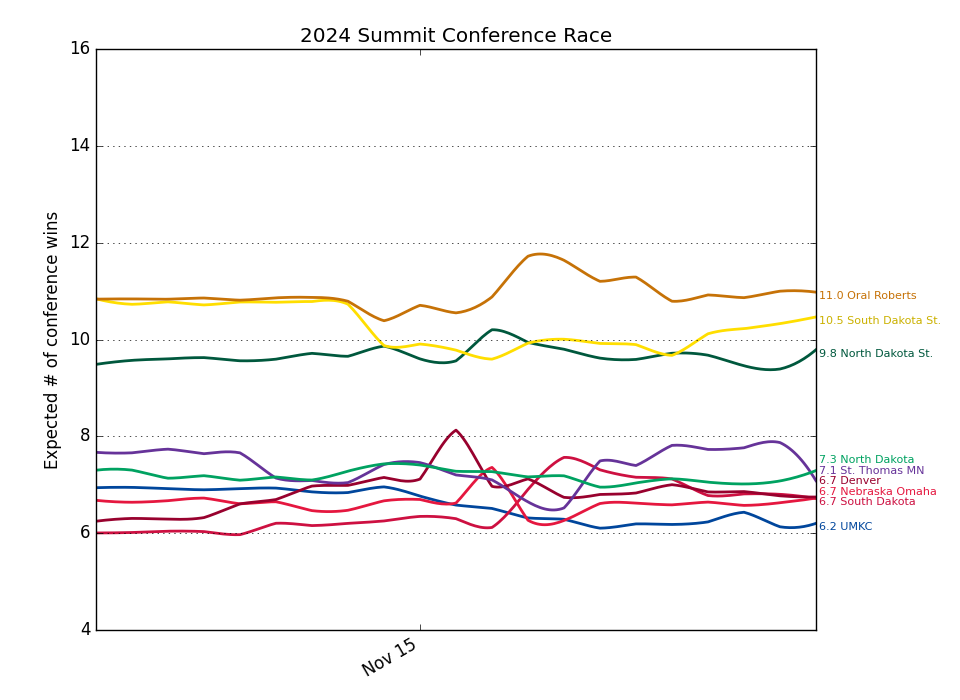 2024 Summit Conference Race
Expected # of conference wins
16
14
12
10
8
6
4
Nov 15
11.0 Oral Roberts
10.5 South Dakota St.
9.8 North Dakota St.
7.3 North Dakota
7.1 St. Thomas MN
6.7 Denver
6.7 Nebraska Omaha
6.7 South Dakota
6.2 UMKC